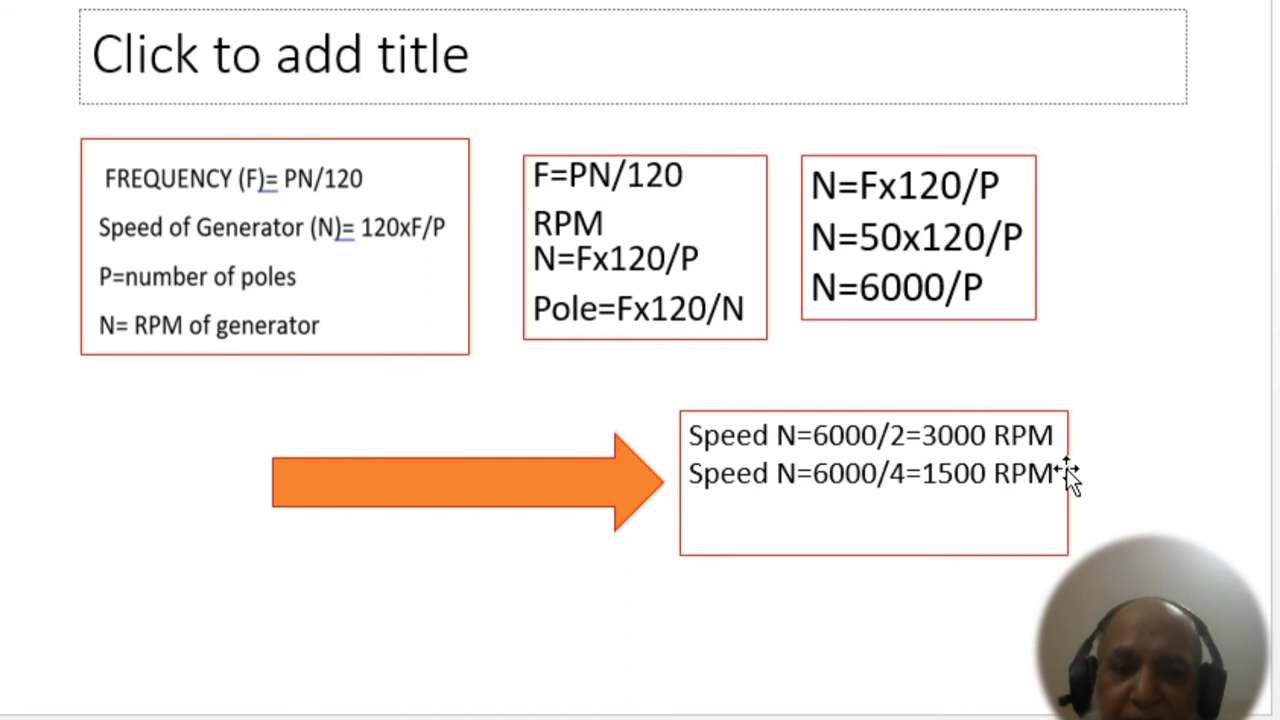 Click to add title
FREQUENCY (F)= PN/120
Speed of Generator (N)= 120xF/P
P=number of poles
N= RPM of generator
F=PN/120
RPM
N=Fx120/P
Pole=Fx120/N
N=Fx120/P
N=50x120/P
N=6000/P
Speed N=6000/2=3000 RPM
Speed N=6000/4=1500 RPM